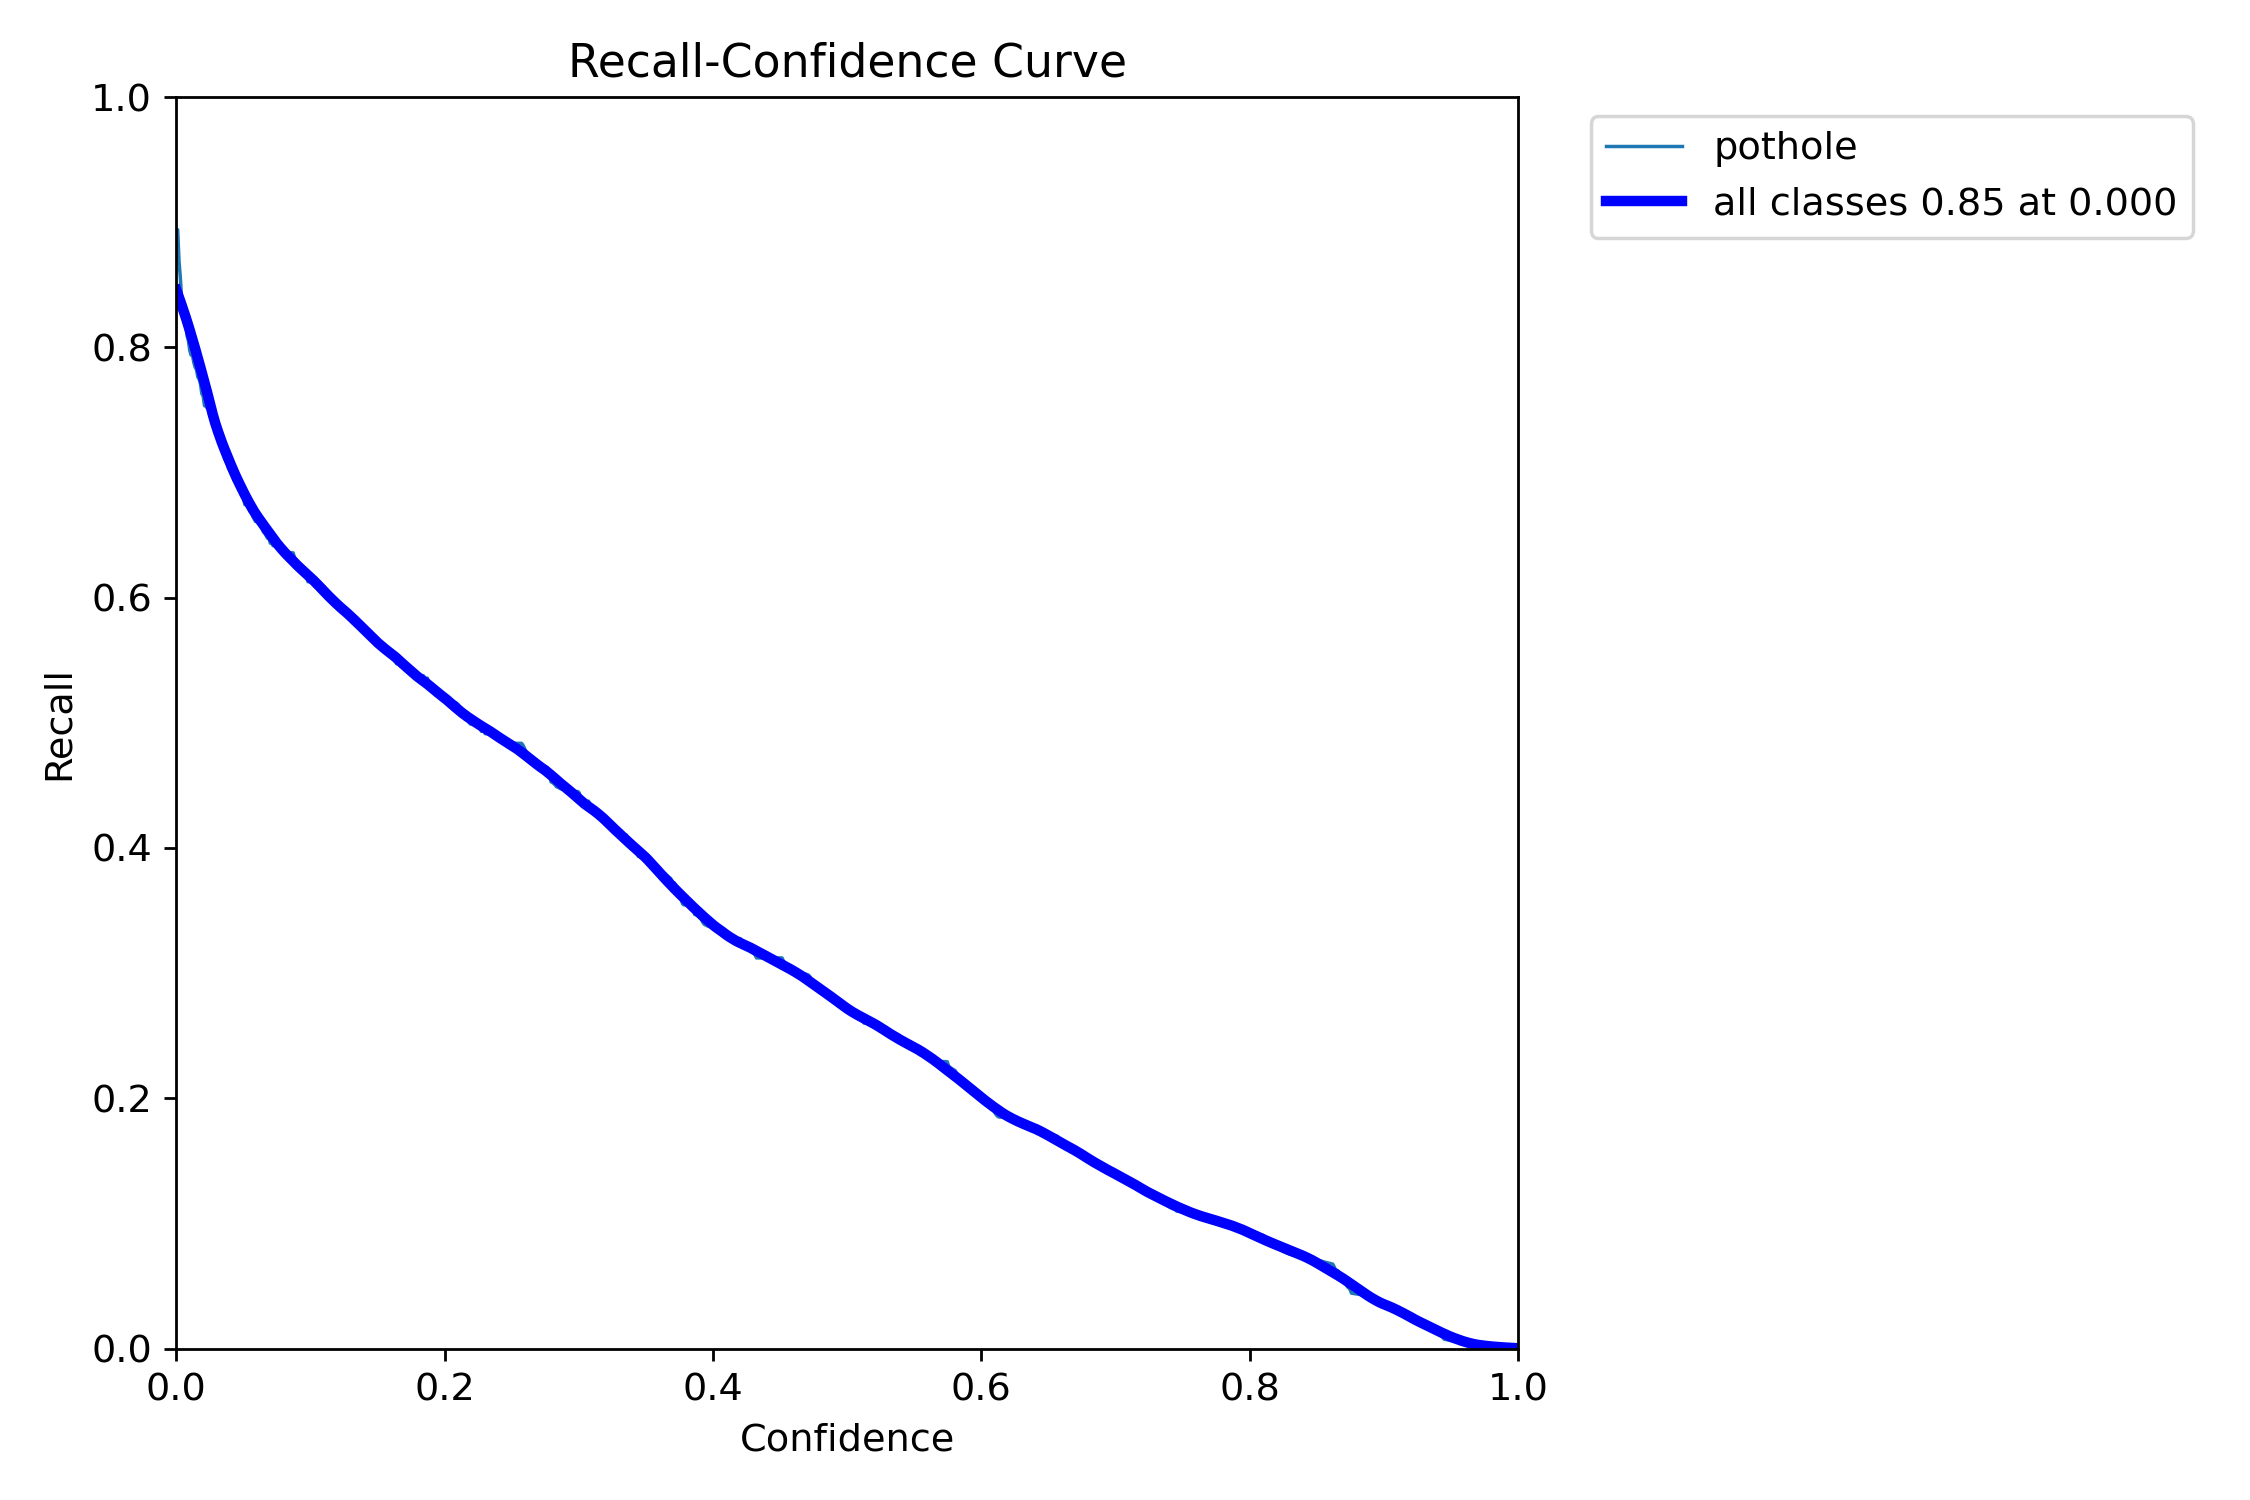 Recall-Confidence Curve
1.0
0.8
0.6
0.4
0.2
0.0
Recall
0.0 0.2 0.4 0.6 0.8 1.0
Confidence
pothole
all classes 0.85 at 0.000